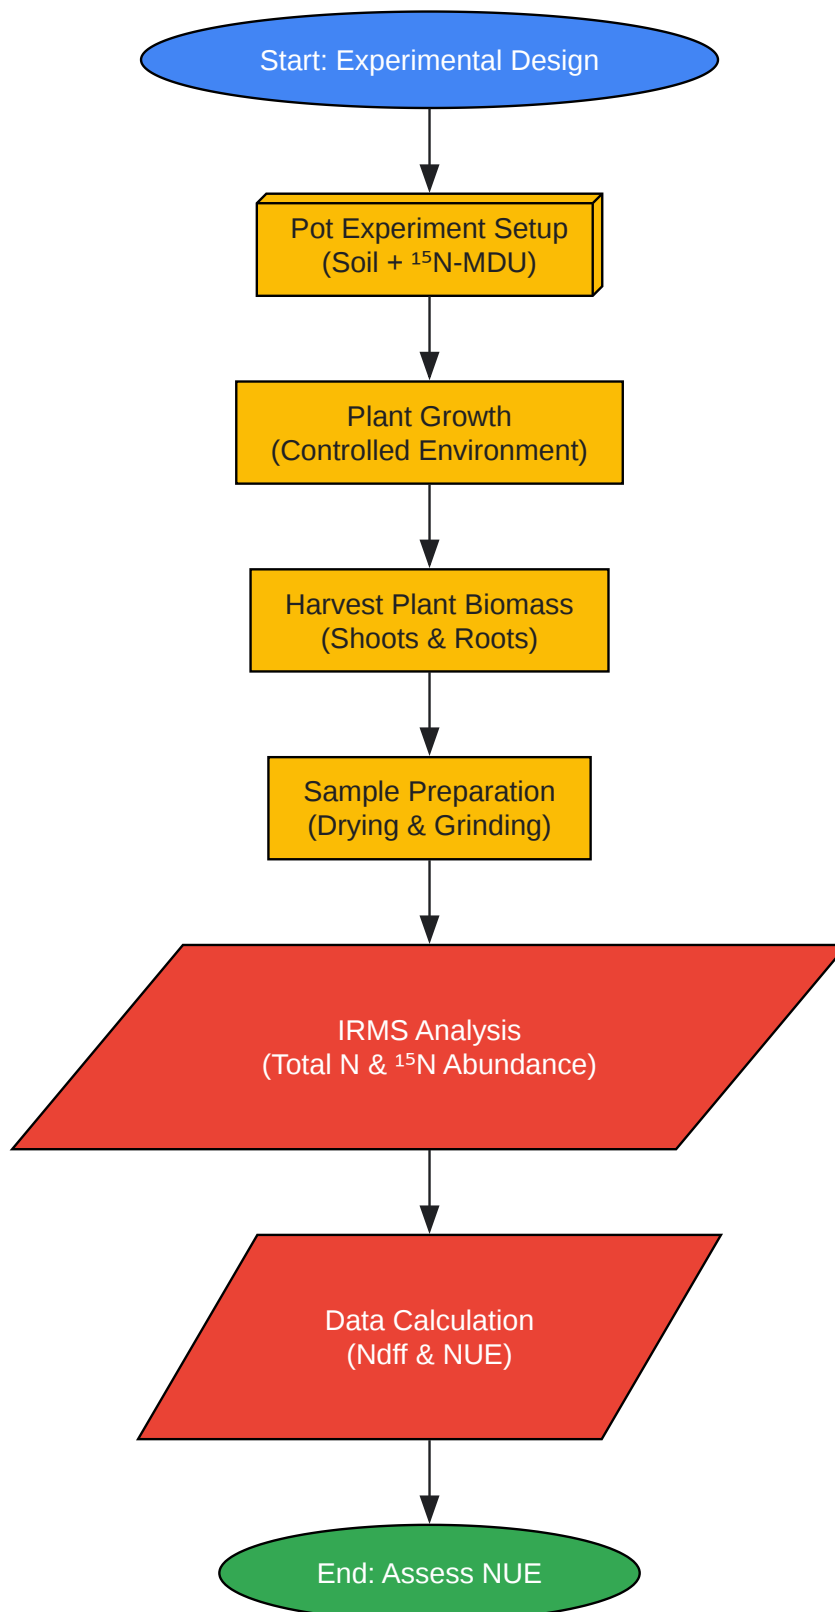 Start: Experimental Design
Pot Experiment Setup
(Soil + ¹⁵N-MDU)
Plant Growth
(Controlled Environment)
Harvest Plant Biomass
(Shoots & Roots)
Sample Preparation
(Drying & Grinding)
IRMS Analysis
(Total N & ¹⁵N Abundance)
Data Calculation
(Ndff & NUE)
End: Assess NUE